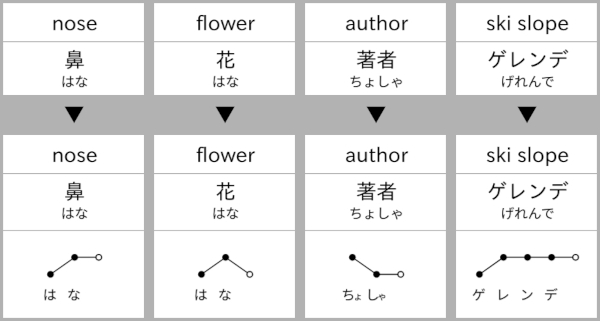 nose
鼻
はな
flower
花
はな
author
著者
ちょしゃ
ski slope
ゲレンデ
げれんで
nose
鼻
はな
は な
flower
花
はな
は な
author
著者
ちょしゃ
ちょ しゃ
ski slope
ゲレンデ
げれんで
ゲ レ ン デ